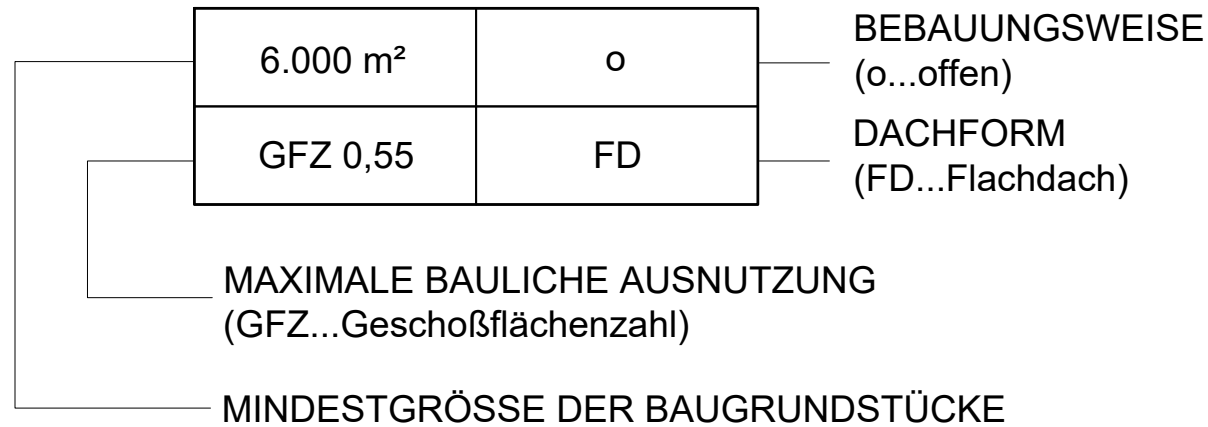 6.000 m²
o
BEBAUUNGSWEISE
(o...offen)
GFZ 0,55
FD
DACHFORM
(FD...Flachdach)
MAXIMALE BAULICHE AUSNUTZUNG
(GFZ...Geschoßflächenzahl)
MINDESTGRÖSSE DER BAUGRUNDSTÜCKE